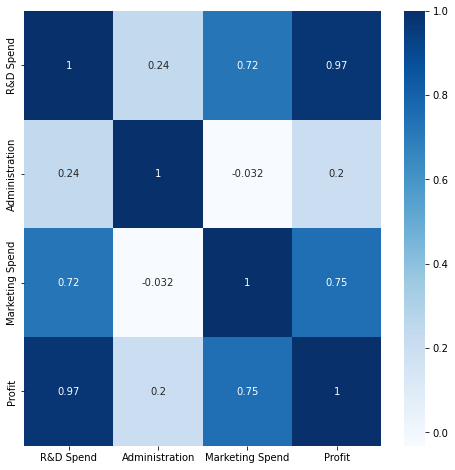 R&D Spend 1 0.24 0.72 0.97
Administration 0.24 1 -0.032 0.2
Marketing Spend 0.72 -0.032 1 0.75
Profit 0.97 0.2 0.75 1
R&D Spend Administration Marketing Spend Profit
1.0
0.8
0.6
0.4
0.2
0.0